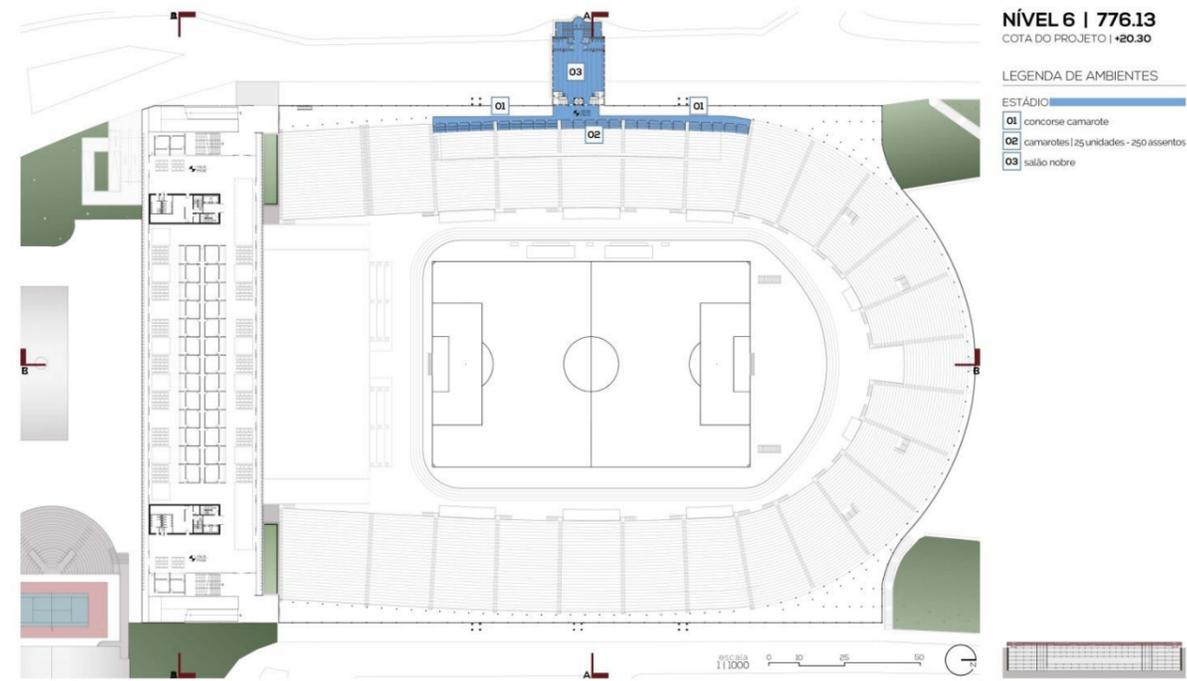 NÍVEL 6 | 776.13
COTA DO PROJETO | +20.30
LEGENDA DE AMBIENTES
ESTÁDIO
01 concorse camarote
02 camarotes | 25 unidades - 250 assentos
03 salão nobre
A
03
01
01
02
B
B
A
escala
1 | 1000
0 10 25 50
N